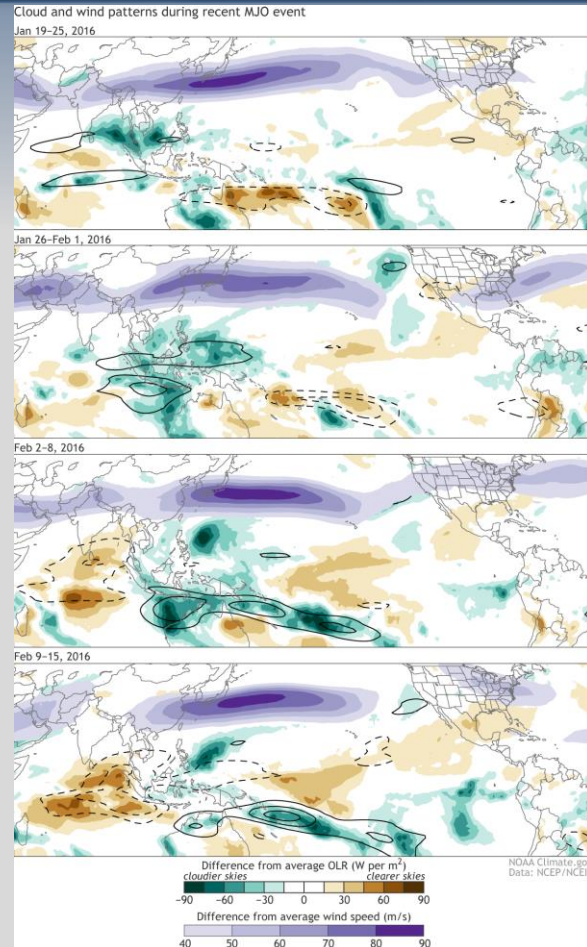 Cloud and wind patterns during recent MJO event
Jan 19–25, 2016
Jan 26–Feb 1, 2016
Feb 2–8, 2016
Feb 9–15, 2016
Difference from average OLR (W per m²)
cloudier skies clearer skies
-90 -60 -30 0 30 60 90
Difference from average wind speed (m/s)
40 50 60 70 80 90
NOAA Climate.go
Data: NCEP/NCEI